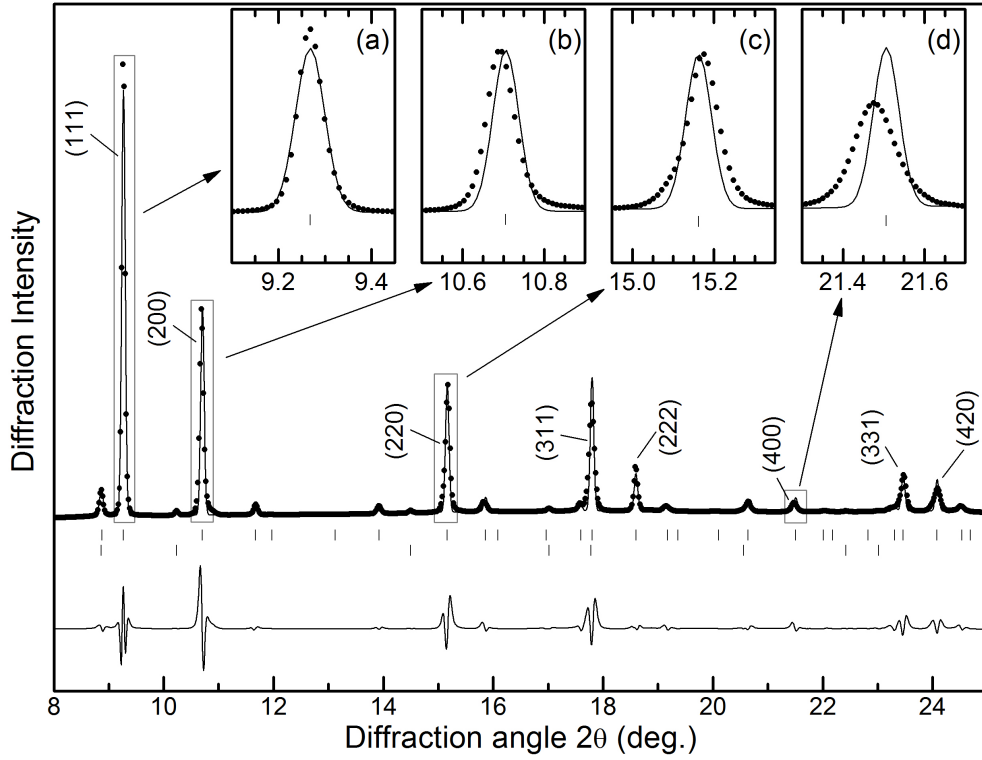 (a)
(b)
(c)
(d)
9.2 9.4
10.6 10.8
15.0 15.2
21.4 21.6
(111)
(200)
(220)
(311)
(222)
(400)
(331)
(420)
Diffraction Intensity
8 10 12 14 16 18 20 22 24
Diffraction angle 2θ (deg.)